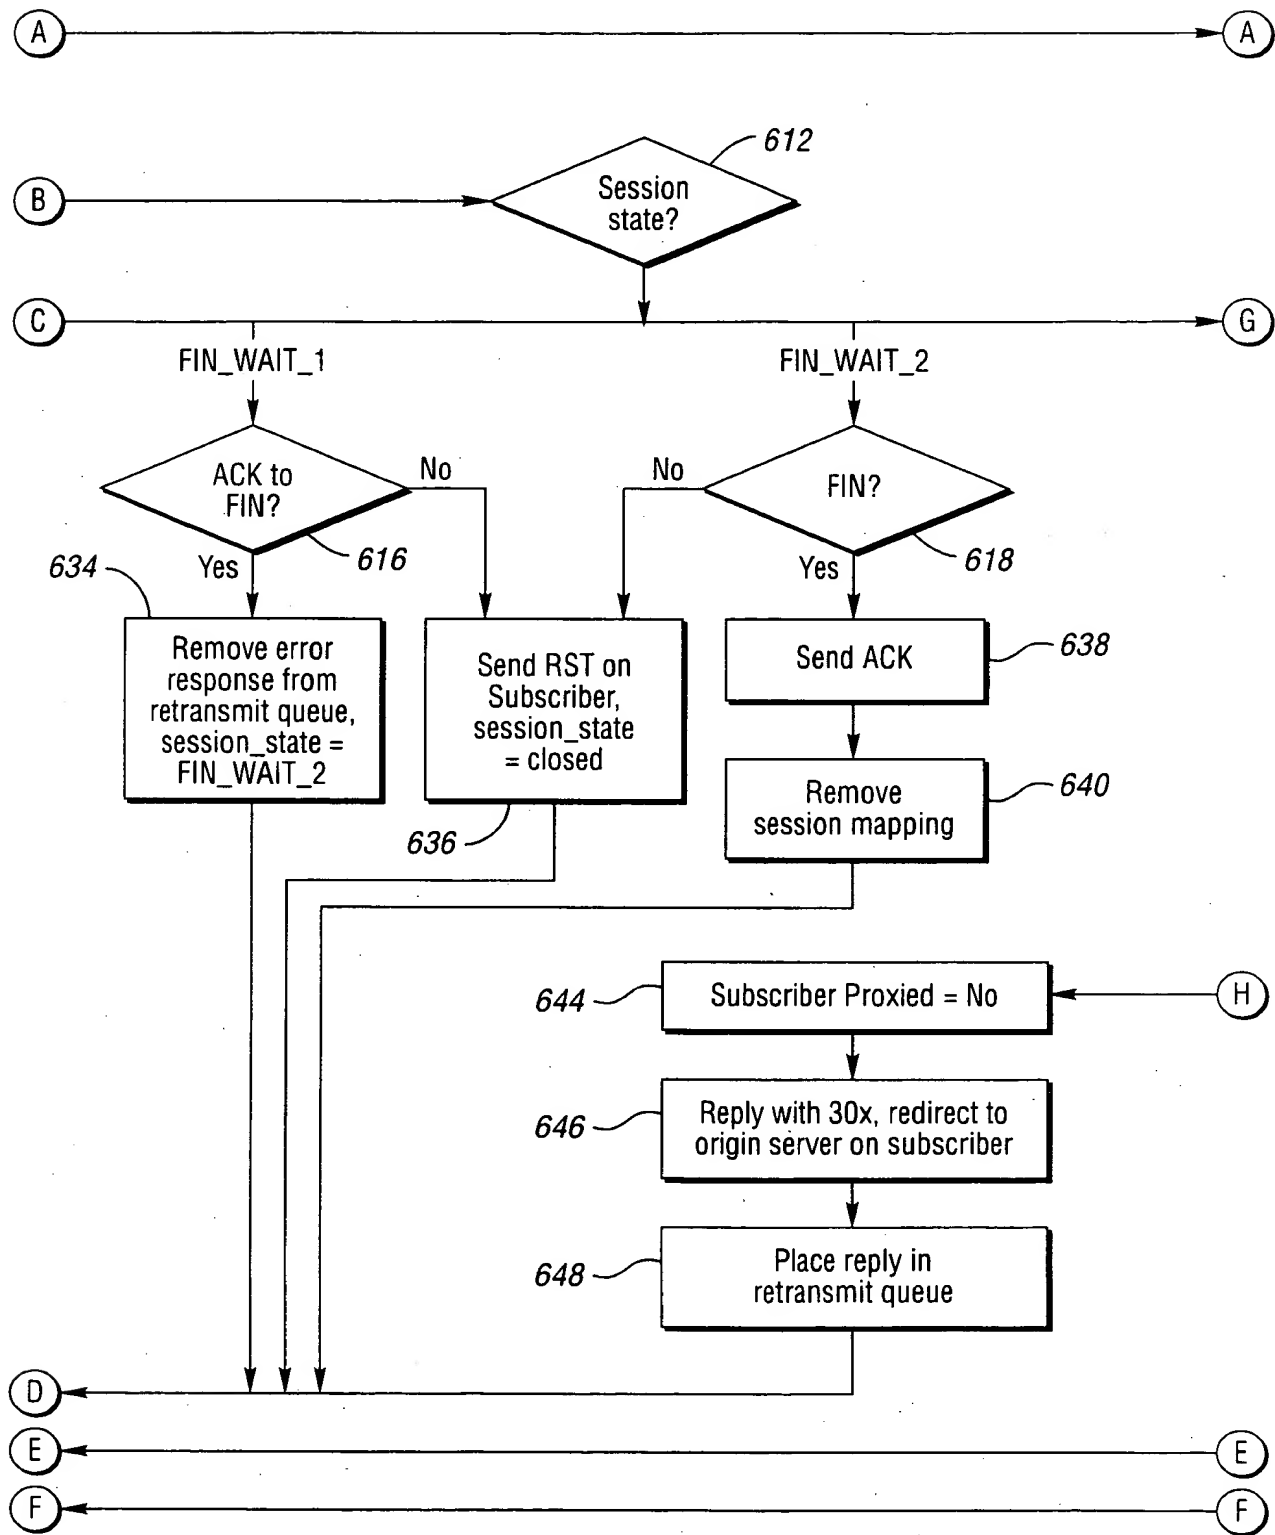 A
A
612
Session
state?
B
C
G
FIN_WAIT_1
FIN_WAIT_2
ACK to
FIN?
No
No
FIN?
616
618
Yes
Yes
634
Remove error
response from
retransmit queue,
session_state =
FIN_WAIT_2
Send RST on
Subscriber,
session_state
= closed
636
Send ACK
638
Remove
session mapping
640
644
Subscriber Proxied = No
H
646
Reply with 30x, redirect to
origin server on subscriber
648
Place reply in
retransmit queue
D
E
E
F
F